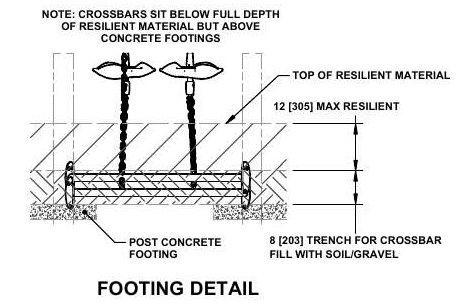 NOTE: CROSSBARS SIT BELOW FULL DEPTH
OF RESILIENT MATERIAL BUT ABOVE
CONCRETE FOOTINGS
TOP OF RESILIENT MATERIAL
12 [305] MAX RESILIENT
POST CONCRETE
FOOTING
8 [203] TRENCH FOR CROSSBAR
FILL WITH SOIL/GRAVEL
FOOTING DETAIL